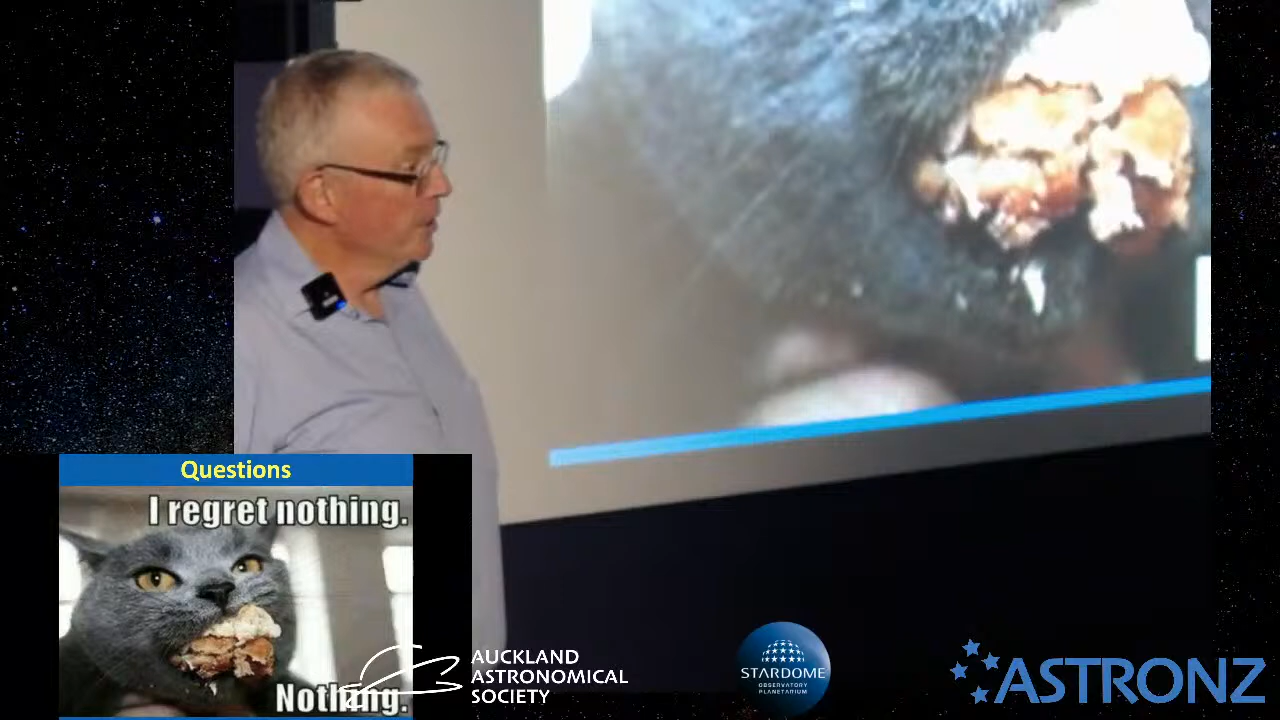 Questions
I regret nothing.
Nothing.
AUCKLAND
ASTRONOMICAL
SOCIETY
STARDOME
OBSERVATORY
PLANETARIUM
ASTRONZ